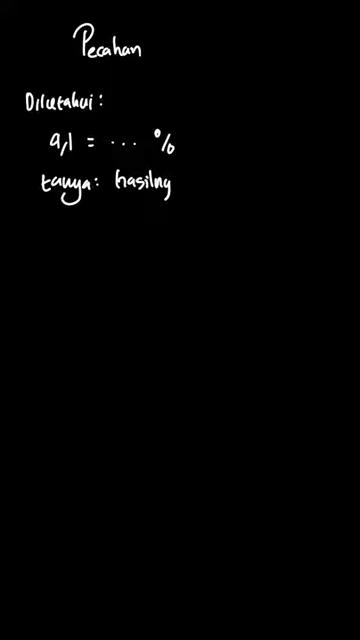 Pecahan
Diketahui:
9,1 = ... %
tanya: hasilny